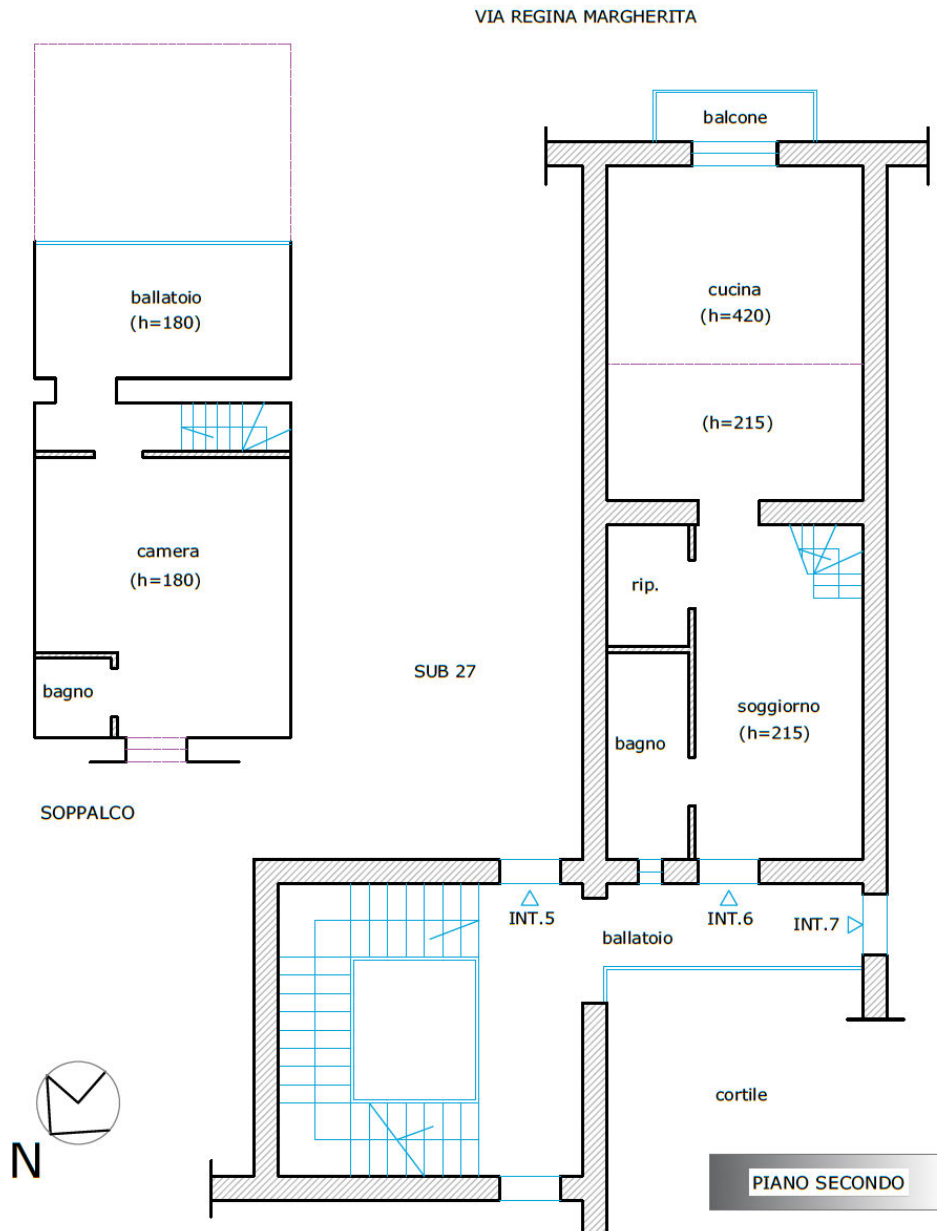 VIA REGINA MARGHERITA
balcone
ballatoio
(h=180)
cucina
(h=420)
(h=215)
camera
(h=180)
rip.
bagno
SUB 27
soggiorno
(h=215)
bagno
SOPPALCO
INT.5
INT.6
INT.7
ballatoio
cortile
N
PIANO SECONDO